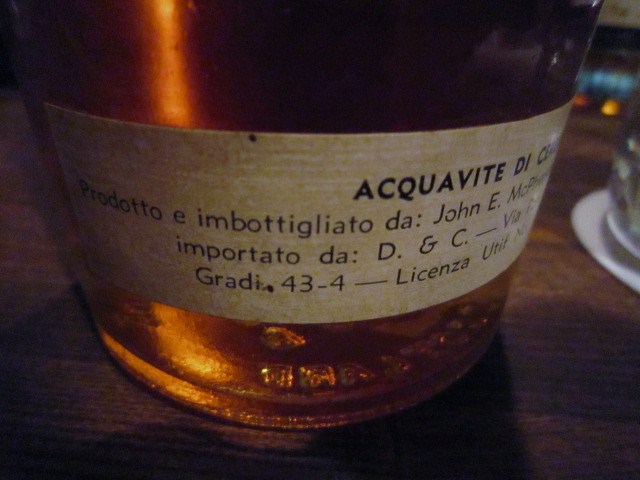 ACQUAVITE DI
Prodotto e imbottigliato da: John E.
importato da: D. & C. — Via
Gradi. 43-4 — Licenza Utif